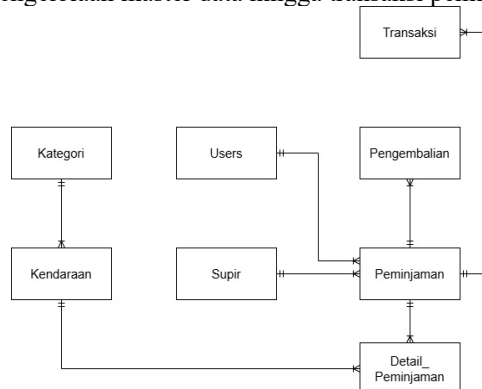 Transaksi
Kategori
Users
Pengembalian
Kendaraan
Supir
Peminjaman
Detail_
Peminjaman